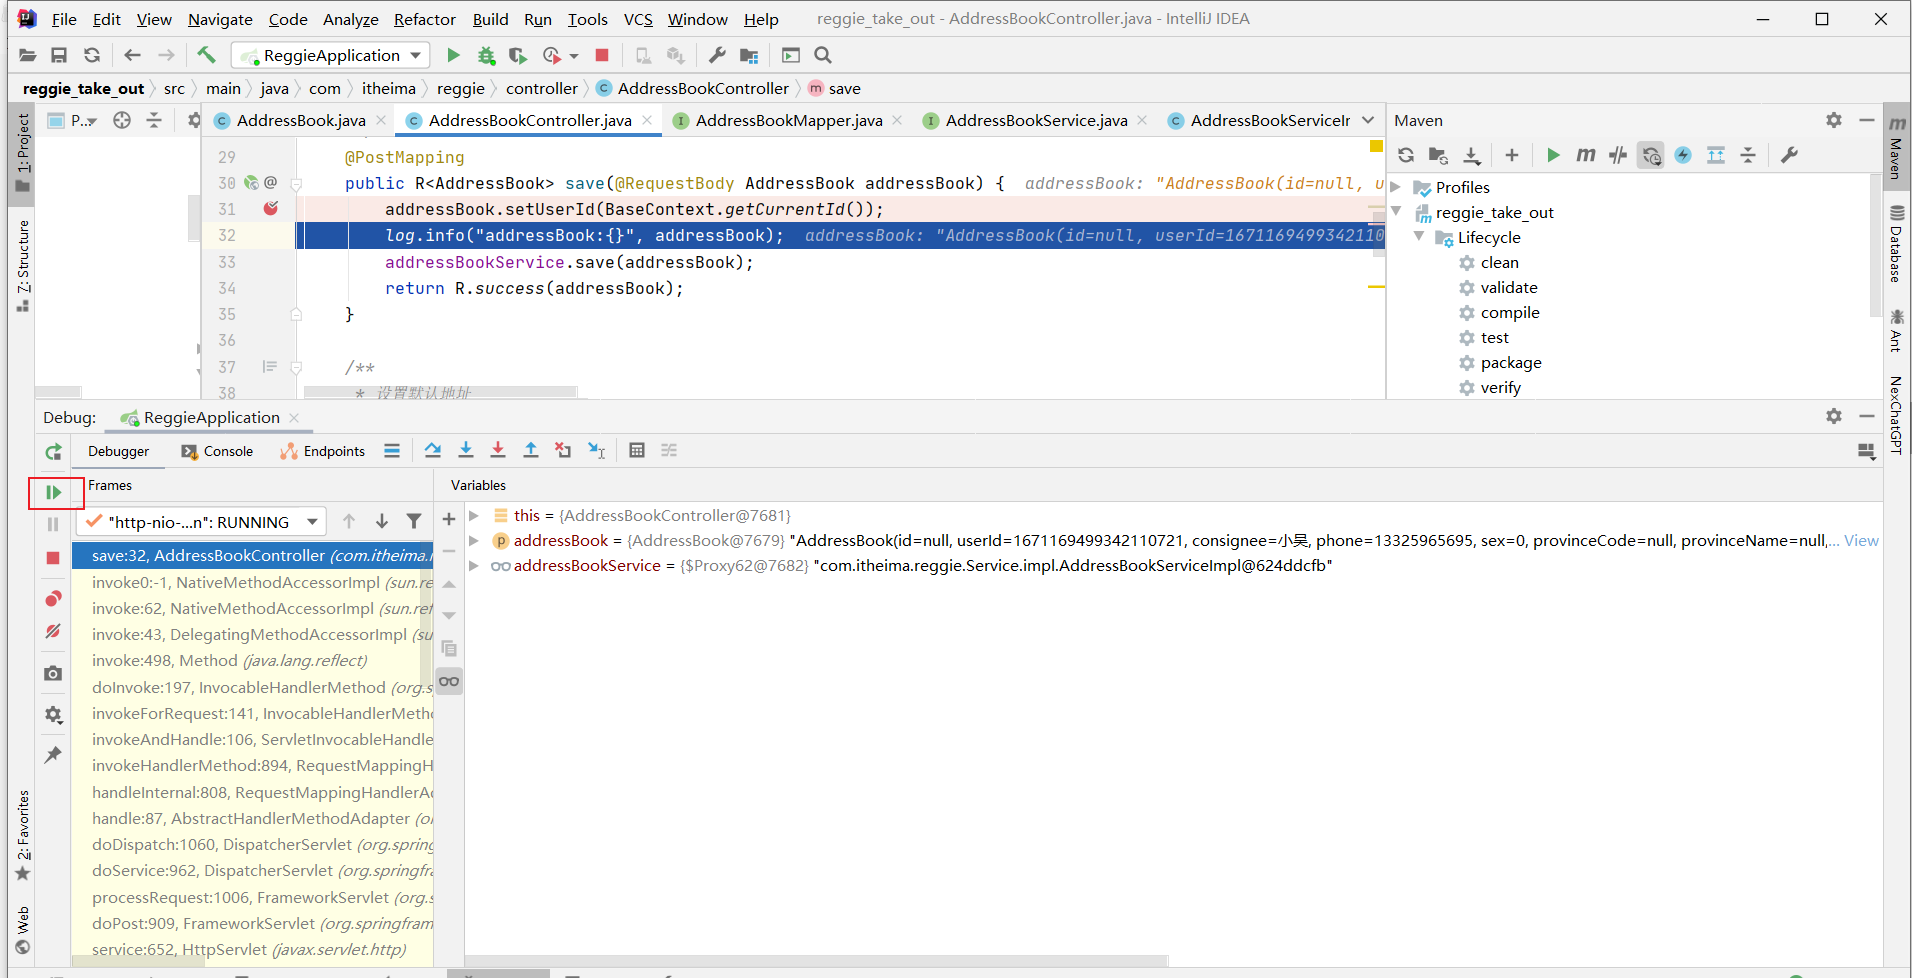 File Edit View Navigate Code Analyze Refactor Build Run Tools VCS Window Help reggie_take_out - AddressBookController.java - IntelliJ IDEA
ReggieApplication
reggie_take_out src main java com itheima reggie controller AddressBookController save
P... AddressBook.java AddressBookController.java AddressBookMapper.java AddressBookService.java AddressBookServiceIr Maven
1: Project
7: Structure
2: Favorites
Web
29 @PostMapping
30 public R<AddressBook> save(@RequestBody AddressBook addressBook) { addressBook: "AddressBook(id=null, u
31 addressBook.setUserId(BaseContext.getCurrentId());
32 log.info("addressBook:{}", addressBook); addressBook: "AddressBook(id=null, userId=1671169499342110
33 addressBookService.save(addressBook);
34 return R.success(addressBook);
35 }
36
37 /**
38 * 设置默认地址
Profiles
reggie_take_out
Lifecycle
clean
validate
compile
test
package
verify
Maven
Database
Ant
NexChatGPT
Debug: ReggieApplication
Debugger Console Endpoints
Frames
"http-nio-...n": RUNNING
save:32, AddressBookController (com.itheima.r
invoke0:-1, NativeMethodAccessorImpl (sun.re
invoke:62, NativeMethodAccessorImpl (sun.ref
invoke:43, DelegatingMethodAccessorImpl (su
invoke:498, Method (java.lang.reflect)
doInvoke:197, InvocableHandlerMethod (org.s
invokeForRequest:141, InvocableHandlerMetho
invokeAndHandle:106, ServletInvocableHandle
invokeHandlerMethod:894, RequestMappingH
handleInternal:808, RequestMappingHandlerAc
handle:87, AbstractHandlerMethodAdapter (or
doDispatch:1060, DispatcherServlet (org.spring
doService:962, DispatcherServlet (org.springfra
processRequest:1006, FrameworkServlet (org.s
doPost:909, FrameworkServlet (org.springfram
service:652, HttpServlet (javax.servlet.http)
Variables
this = {AddressBookController@7681}
addressBook = {AddressBook@7679} "AddressBook(id=null, userId=1671169499342110721, consignee=小吴, phone=13325965695, sex=0, provinceCode=null, provinceName=null,... View
addressBookService = {$Proxy62@7682} "com.itheima.reggie.Service.impl.AddressBookServiceImpl@624ddcfb"